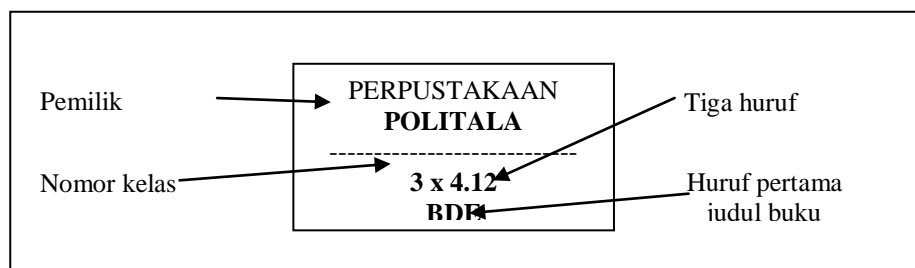 Pemilik
PERPUSTAKAAN
POLITALA
Tiga huruf
Nomor kelas
3 x 4.12
Huruf pertama
judul buku